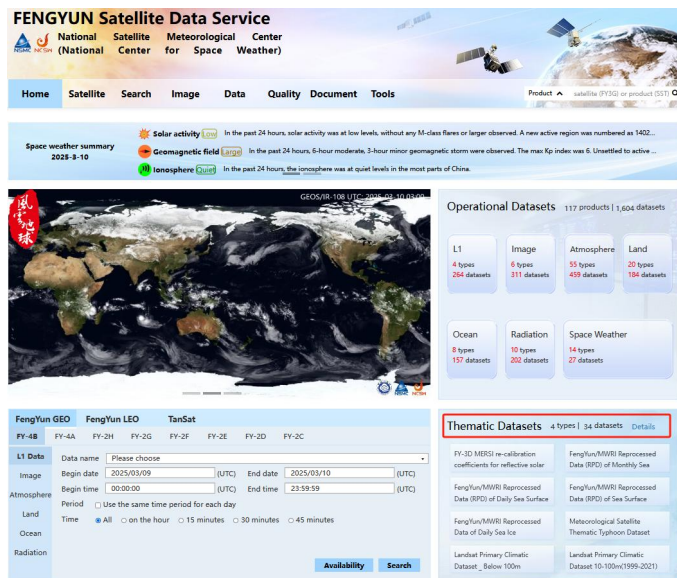 FENGYUN Satellite Data Service
National Satellite Meteorological Center
(National Center for Space Weather)
NSMC NCSW
Home Satellite Search Image Data Quality Document Tools
Product satellite (FY3G) or product (SST)
Space weather summary
2025-3-10
Solar activity Low In the past 24 hours, solar activity was at low levels, without any M-class flares or larger observed. A new active region was numbered as 1402...
Geomagnetic field Large In the past 24 hours, 6-hour moderate, 3-hour minor geomagnetic storm were observed. The max Kp index was 6. Unsettled to active ...
Ionosphere Quiet In the past 24 hours, the ionosphere was at quiet levels in the most parts of China.
風雲地球
GEOS/IR-108 UTC: 2025-03-10 03:00
NSMC NCSW
Operational Datasets 117 products | 1,604 datasets
L1
4 types
264 datasets
Image
6 types
311 datasets
Atmosphere
55 types
459 datasets
Land
20 types
184 datasets
Ocean
8 types
157 datasets
Radiation
10 types
202 datasets
Space Weather
14 types
27 datasets
FengYun GEO FengYun LEO TanSat
FY-4B FY-4A FY-2H FY-2G FY-2F FY-2E FY-2D FY-2C
L1 Data
Image
Atmosphere
Land
Ocean
Radiation
Data name Please choose
Begin date 2025/03/09 (UTC) End date 2025/03/10 (UTC)
Begin time 00:00:00 (UTC) End time 23:59:59 (UTC)
Period Use the same time period for each day
Time All on the hour 15 minutes 30 minutes 45 minutes
Availability Search
Thematic Datasets 4 types | 34 datasets Details
FY-3D MERSI re-calibration
coefficients for reflective solar
FengYun/MWRI Reprocessed
Data (RPD) of Monthly Sea
FengYun/MWRI Reprocessed
Data (RPD) of Daily Sea Surface
FengYun/MWRI Reprocessed
Data (RPD) of Sea Surface
FengYun/MWRI Reprocessed
Data of Daily Sea Ice
Meteorological Satellite
Thematic Typhoon Dataset
Landsat Primary Climatic
Dataset _ Below 100m
Landsat Primary Climatic
Dataset 10-100m(1999-2021)